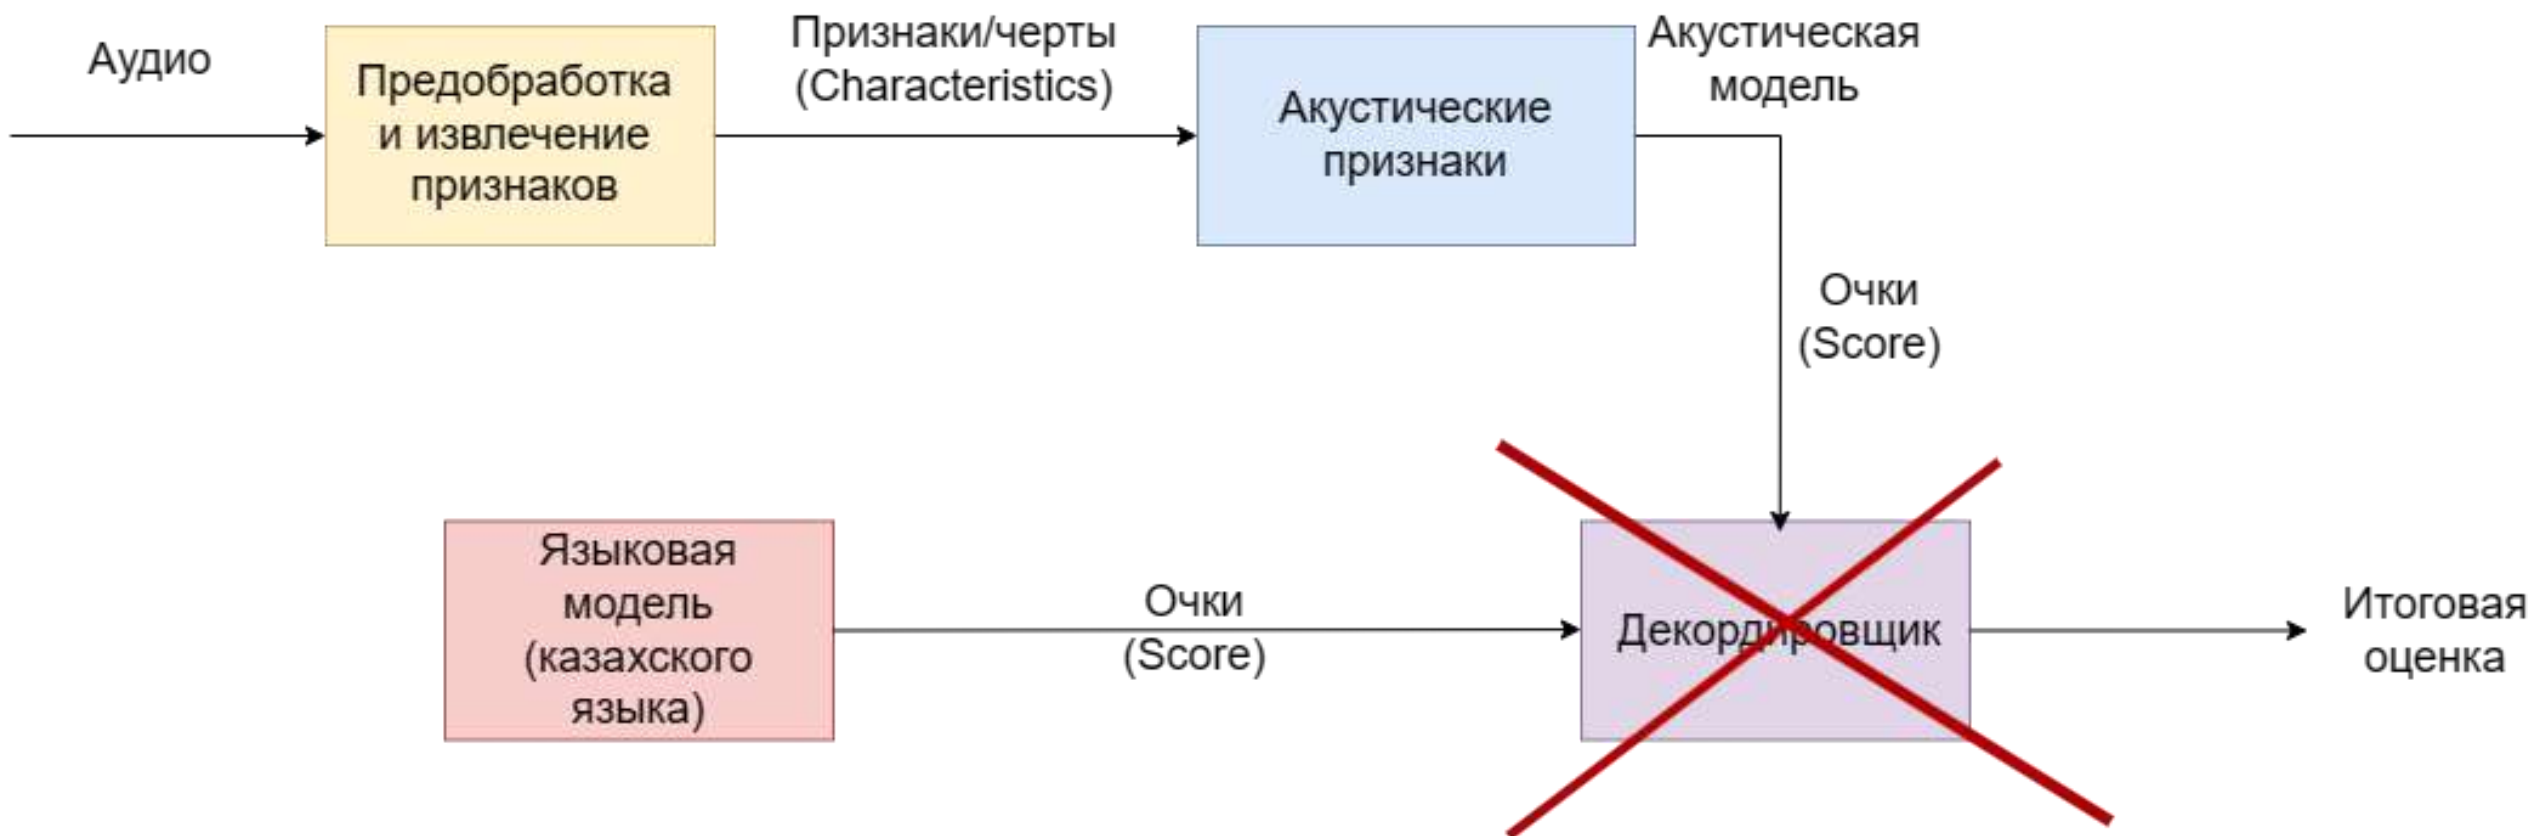 Аудио
Предобработка
и извлечение
признаков
Признаки/черты
(Characteristics)
Акустические
признаки
Акустическая
модель
Очки
(Score)
Языковая
модель
(казахского
языка)
Очки
(Score)
Декордировщик
Итоговая
оценка